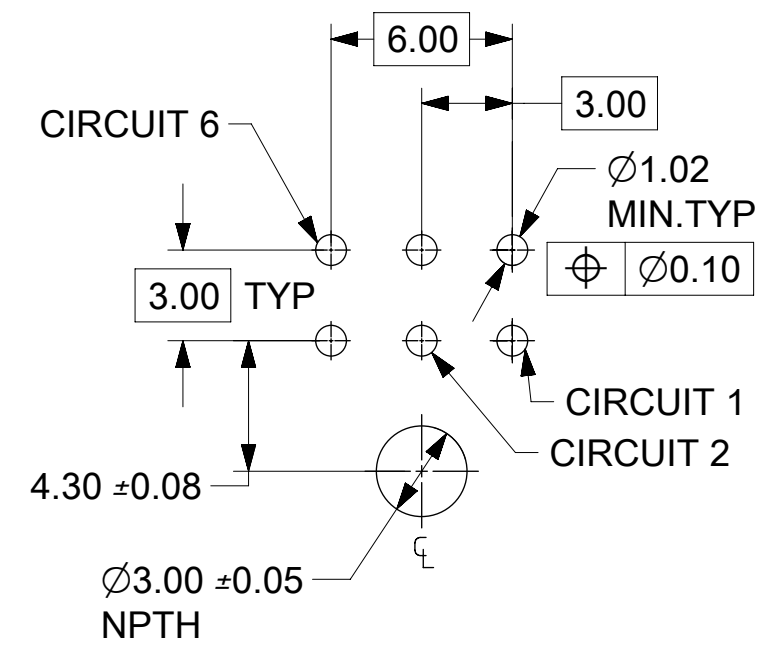 6.00
3.00
CIRCUIT 6
∅1.02
MIN.TYP
⌖ ∅0.10
3.00 TYP
CIRCUIT 1
CIRCUIT 2
4.30 ±0.08
℄
∅3.00 ±0.05
NPTH